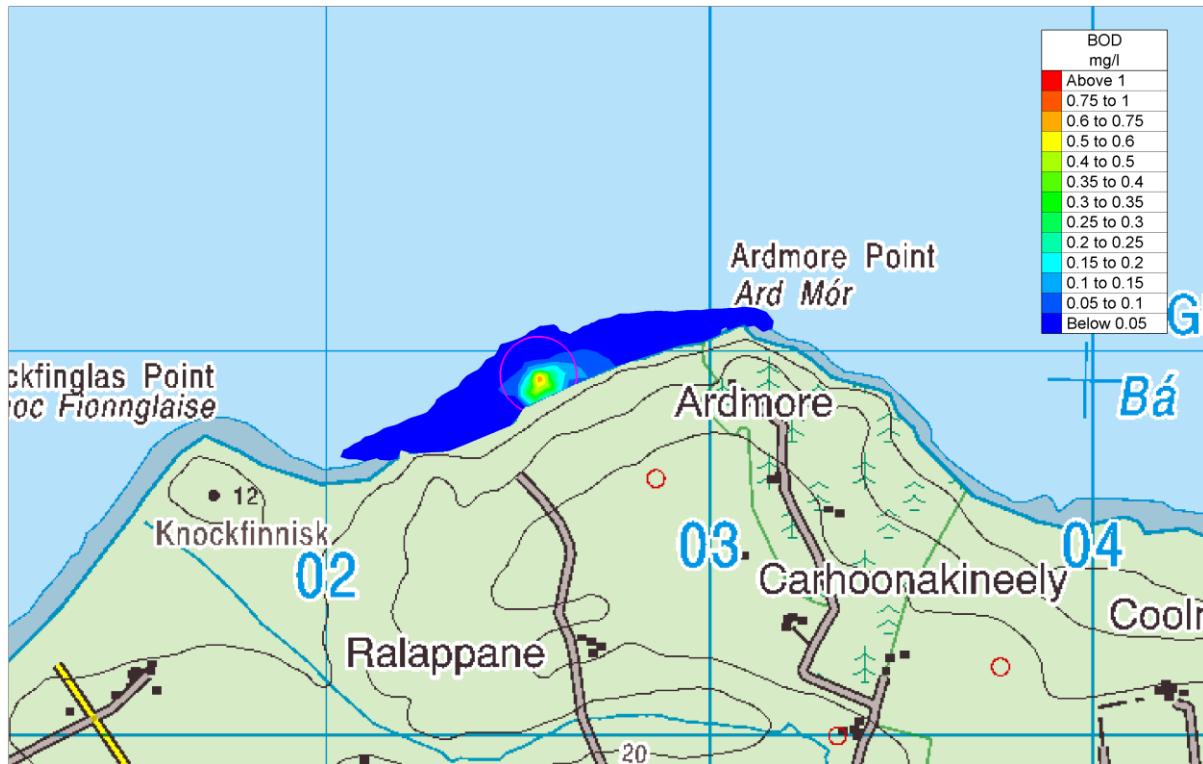 BOD
mg/l
Above 1
0.75 to 1
0.6 to 0.75
0.5 to 0.6
0.4 to 0.5
0.35 to 0.4
0.3 to 0.35
0.25 to 0.3
0.2 to 0.25
0.15 to 0.2
0.1 to 0.15
0.05 to 0.1
Below 0.05
Ardmore Point
Ard Mór
G
Bá
ckfinglas Point
noc Fionnglaise
Ardmore
12
Knockfinnisk
02
03
04
Carhoonakineely
Cooln
Ralappane
20